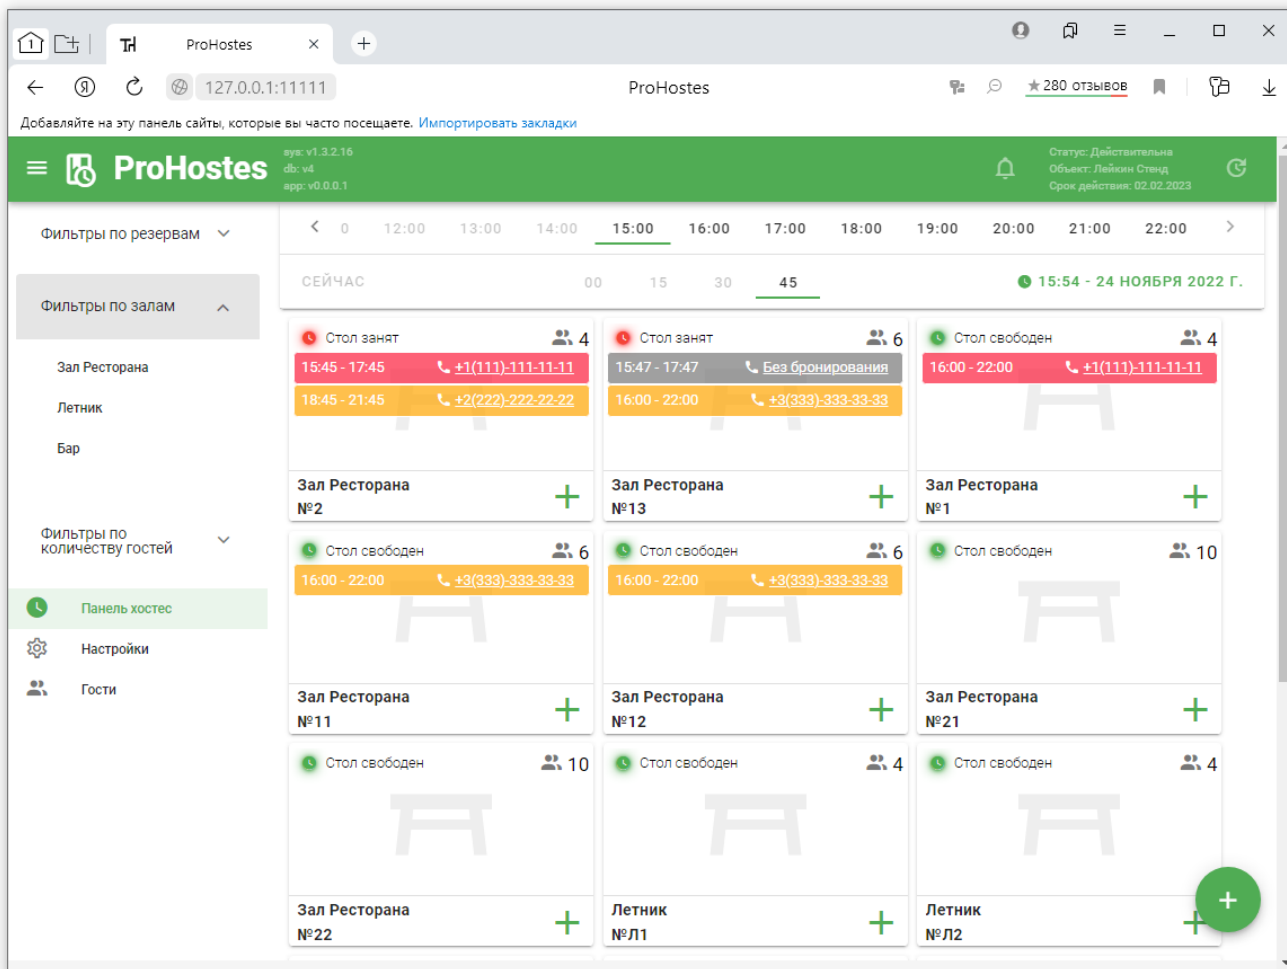 1 TH ProHostes
Я 127.0.0.1:11111 ProHostes ★280 отзывов
Добавляйте на эту панель сайты, которые вы часто посещаете. Импортировать закладки
ProHostes
sys: v1.3.2.16
db: v4
app: v0.0.0.1
Статус: Действительна
Объект: Лейкин Стенд
Срок действия: 02.02.2023
Фильтры по резервам
Фильтры по залам
Зал Ресторана
Летник
Бар
Фильтры по
количеству гостей
Панель хостес
Настройки
Гости
0 12:00 13:00 14:00 15:00 16:00 17:00 18:00 19:00 20:00 21:00 22:00
СЕЙЧАС 00 15 30 45 15:54 - 24 НОЯБРЯ 2022 Г.
Стол занят 4
15:45 - 17:45 +1(111)-111-11-11
18:45 - 21:45 +2(222)-222-22-22
Зал Ресторана
№2
Стол занят 6
15:47 - 17:47 Без бронирования
16:00 - 22:00 +3(333)-333-33-33
Зал Ресторана
№13
Стол свободен 4
16:00 - 22:00 +1(111)-111-11-11
Зал Ресторана
№1
Стол свободен 6
16:00 - 22:00 +3(333)-333-33-33
Зал Ресторана
№11
Стол свободен 6
16:00 - 22:00 +3(333)-333-33-33
Зал Ресторана
№12
Стол свободен 10
Зал Ресторана
№21
Стол свободен 10
Зал Ресторана
№22
Стол свободен 4
Летник
№Л1
Стол свободен 4
Летник
№Л2